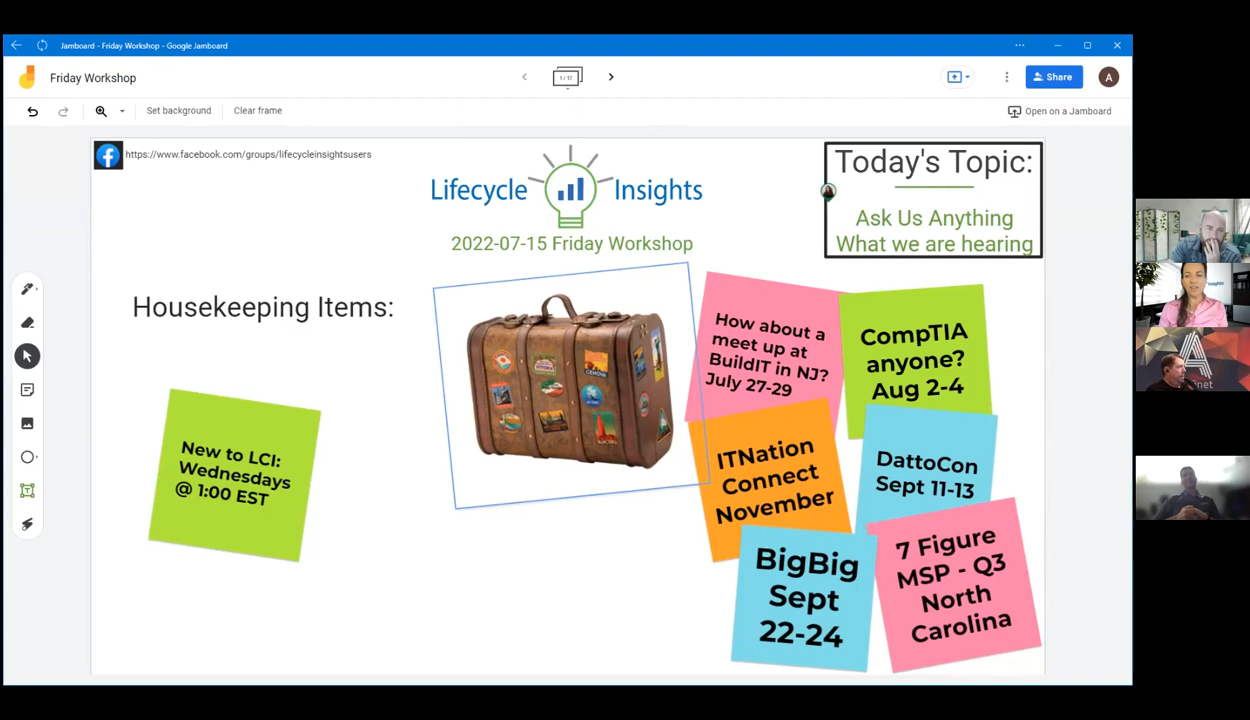 Jamboard - Friday Workshop - Google Jamboard
Friday Workshop
1 / 17
Share
A
Set background
Clear frame
Open on a Jamboard
https://www.facebook.com/groups/lifecycleinsightsusers
Lifecycle Insights
2022-07-15 Friday Workshop
Today's Topic:
Ask Us Anything
What we are hearing
Housekeeping Items:
New to LCI:
Wednesdays
@ 1:00 EST
How about a
meet up at
BuildIT in NJ?
July 27-29
CompTIA
anyone?
Aug 2-4
ITNation
Connect
November
DattoCon
Sept 11-13
BigBig
Sept
22-24
7 Figure
MSP - Q3
North
Carolina